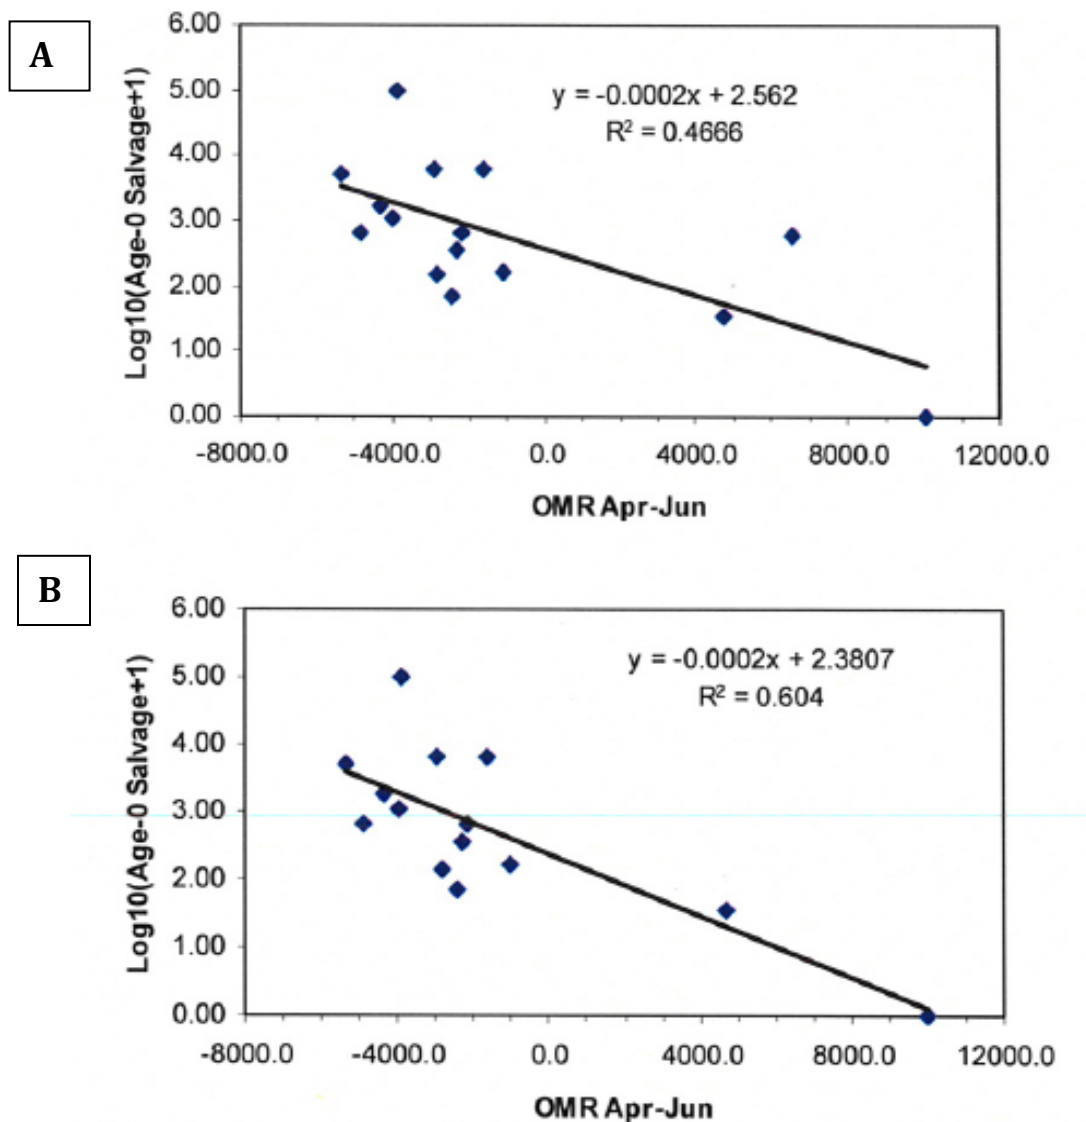 A
6.00
5.00
4.00
3.00
2.00
1.00
0.00
Log10(Age-0 Salvage+1)
y = -0.0002x + 2.562
R² = 0.4666
-8000.0 -4000.0 0.0 4000.0 8000.0 12000.0
OMR Apr-Jun
B
6.00
5.00
4.00
3.00
2.00
1.00
0.00
Log10(Age-0 Salvage+1)
y = -0.0002x + 2.3807
R² = 0.604
-8000.0 -4000.0 0.0 4000.0 8000.0 12000.0
OMR Apr-Jun